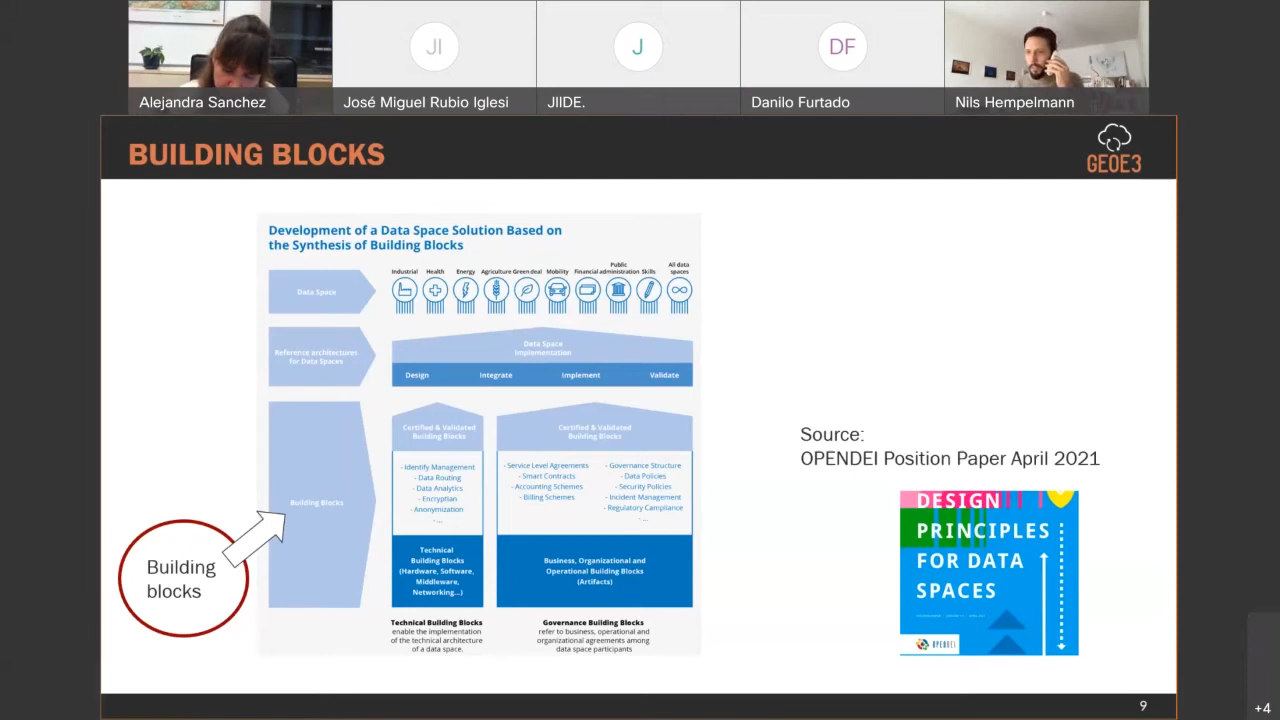 JI
J
DF
Alejandra Sanchez
José Miguel Rubio Iglesi
JIIDE.
Danilo Furtado
Nils Hempelmann
BUILDING BLOCKS
GEOE3
Development of a Data Space Solution Based on
the Synthesis of Building Blocks
Data Space
Industrial
Health
Energy
Agriculture
Green deal
Mobility
Financial
Public
administration
Skills
All data
spaces
Reference architectures
for Data Spaces
Data Space
Implementation
Design
Integrate
Implement
Validate
Building Blocks
Certified & Validated
Building Blocks
- Identify Management
- Data Routing
- Data Analytics
- Encryptian
- Anonymization
- ...
Technical
Building Blocks
(Hardware, Software,
Middleware,
Networking...)
Technical Building Blocks
enable the implementation
of the technical architecture
of a data space.
Certified & Validated
Building Blocks
- Service Level Agreements
- Smart Contracts
- Accounting Schemes
- Billing Schemes
- Governance Structure
- Data Policies
- Security Policies
- Incident Management
- Regulatory Campliance
- ...
Business, Organizational and
Operational Building Blocks
(Artifacts)
Governance Building Blocks
refer to business, operational and
organizational agreements among
data space participants
Building
blocks
Source:
OPENDEI Position Paper April 2021
DESIGN
PRINCIPLES
FOR DATA
SPACES
OPENDEI
9
+4